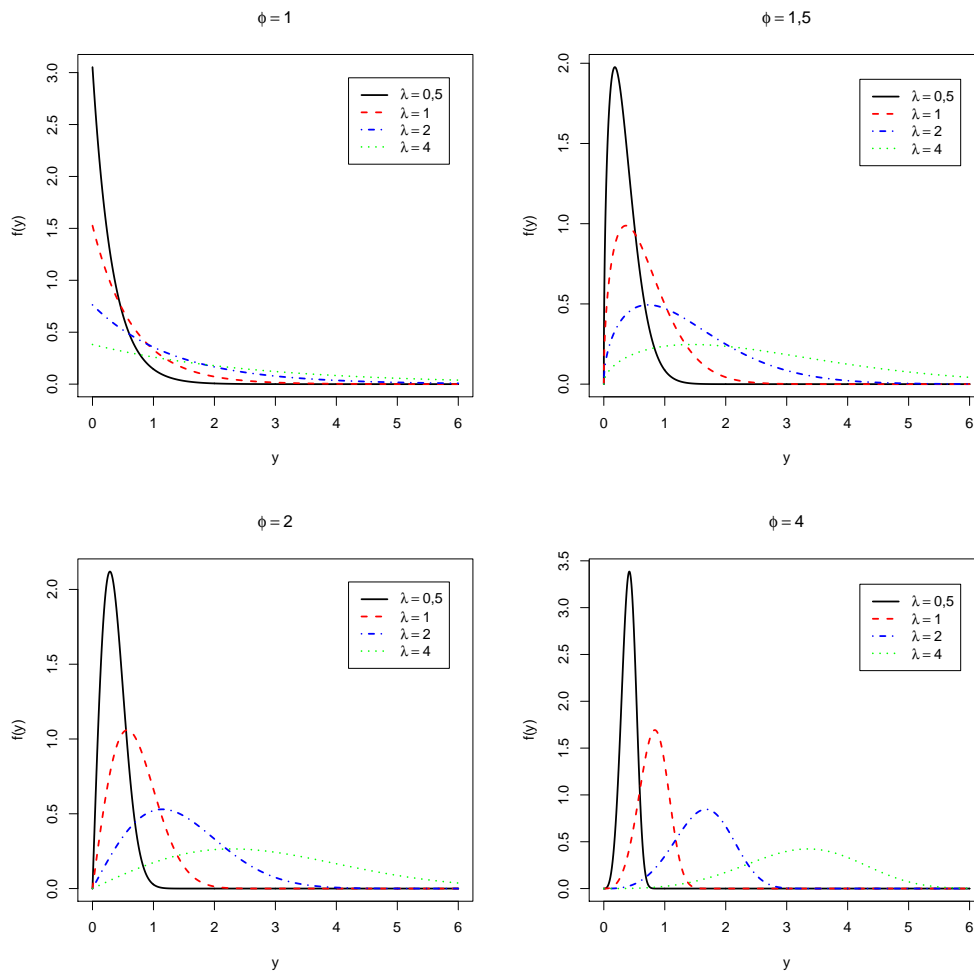 ϕ = 1
f(y)
3.0
2.5
2.0
1.5
1.0
0.5
0.0
λ = 0,5
λ = 1
λ = 2
λ = 4
0 1 2 3 4 5 6
y
ϕ = 1,5
f(y)
2.0
1.5
1.0
0.5
0.0
λ = 0,5
λ = 1
λ = 2
λ = 4
0 1 2 3 4 5 6
y
ϕ = 2
f(y)
2.0
1.5
1.0
0.5
0.0
λ = 0,5
λ = 1
λ = 2
λ = 4
0 1 2 3 4 5 6
y
ϕ = 4
f(y)
3.5
3.0
2.5
2.0
1.5
1.0
0.5
0.0
λ = 0,5
λ = 1
λ = 2
λ = 4
0 1 2 3 4 5 6
y